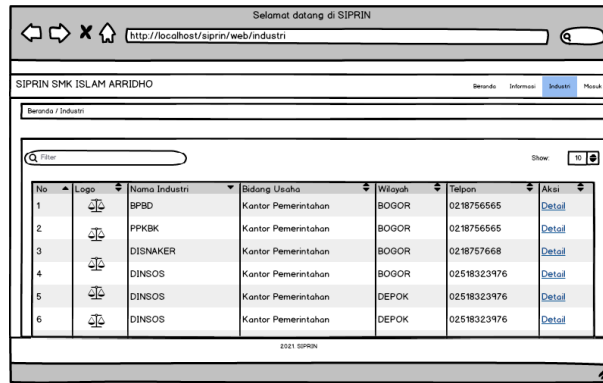 Selamat datang di SIPRIN
http://localhost/siprin/web/industri
SIPRIN SMK ISLAM ARRIDHO Beranda Informasi Industri Masuk
Beranda / Industri
Filter Show: 10
No Logo Nama Industri Bidang Usaha Wilayah Telpon Aksi
1 BPBD Kantor Pemerintahan BOGOR 0218756565 Detail
2 PPKBK Kantor Pemerintahan BOGOR 0218756565 Detail
3 DISNAKER Kantor Pemerintahan BOGOR 0218757668 Detail
4 DINSOS Kantor Pemerintahan BOGOR 02518323976 Detail
5 DINSOS Kantor Pemerintahan DEPOK 02518323976 Detail
6 DINSOS Kantor Pemerintahan DEPOK 02518323976 Detail
2021 SIPRIN